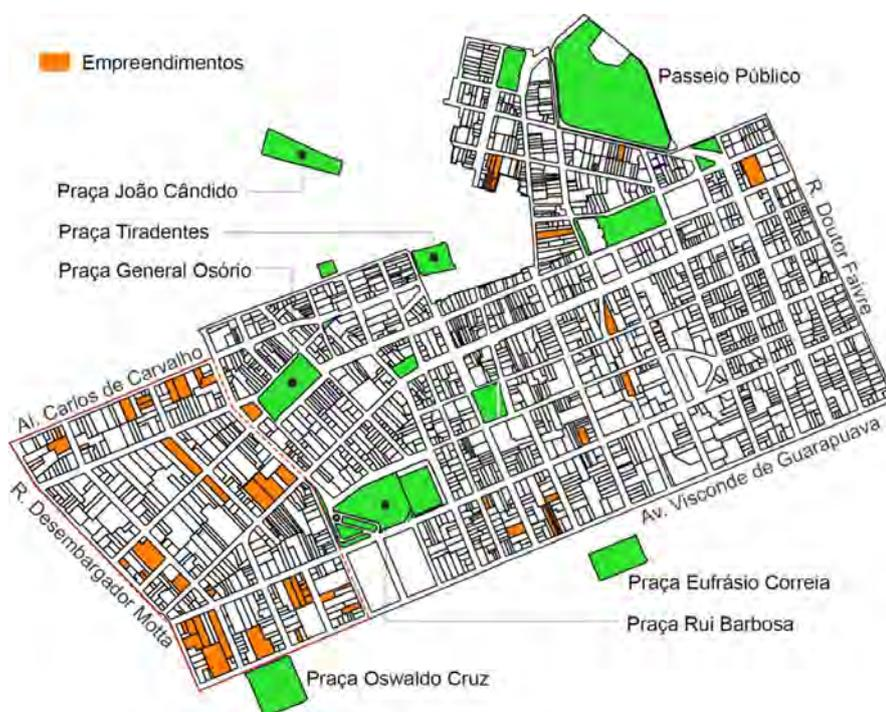 Empreendimentos
Passeio Público
Praça João Cândido
Praça Tiradentes
Praça General Osório
R. Doutor Faivre
Al. Carlos de Carvalho
R. Desembargador Motta
Av. Visconde de Guarapuava
Praça Eufrásio Correia
Praça Rui Barbosa
Praça Oswaldo Cruz